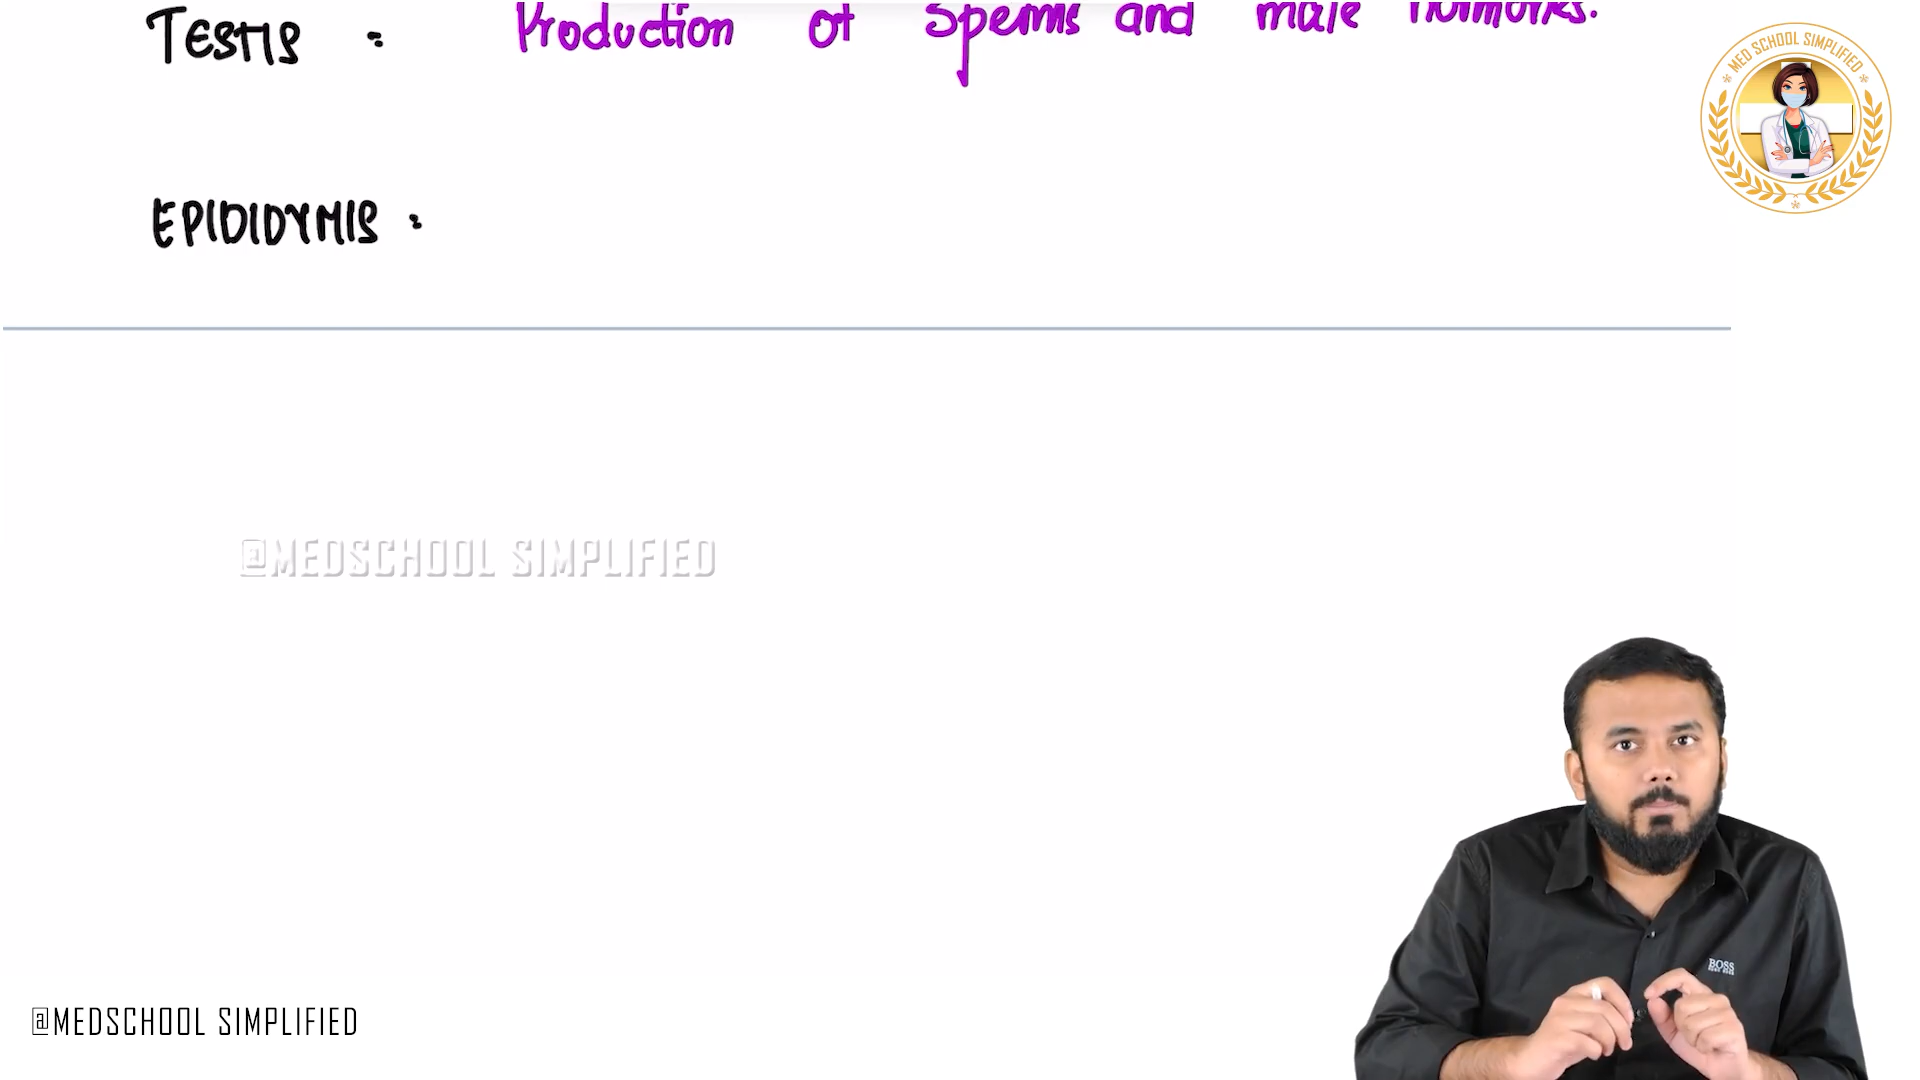 TESTIS = Production of Sperms and male hormones.
MED SCHOOL SIMPLIFIED
EPIDIDYMIS :
@MEDSCHOOL SIMPLIFIED
BOSS
@MEDSCHOOL SIMPLIFIED